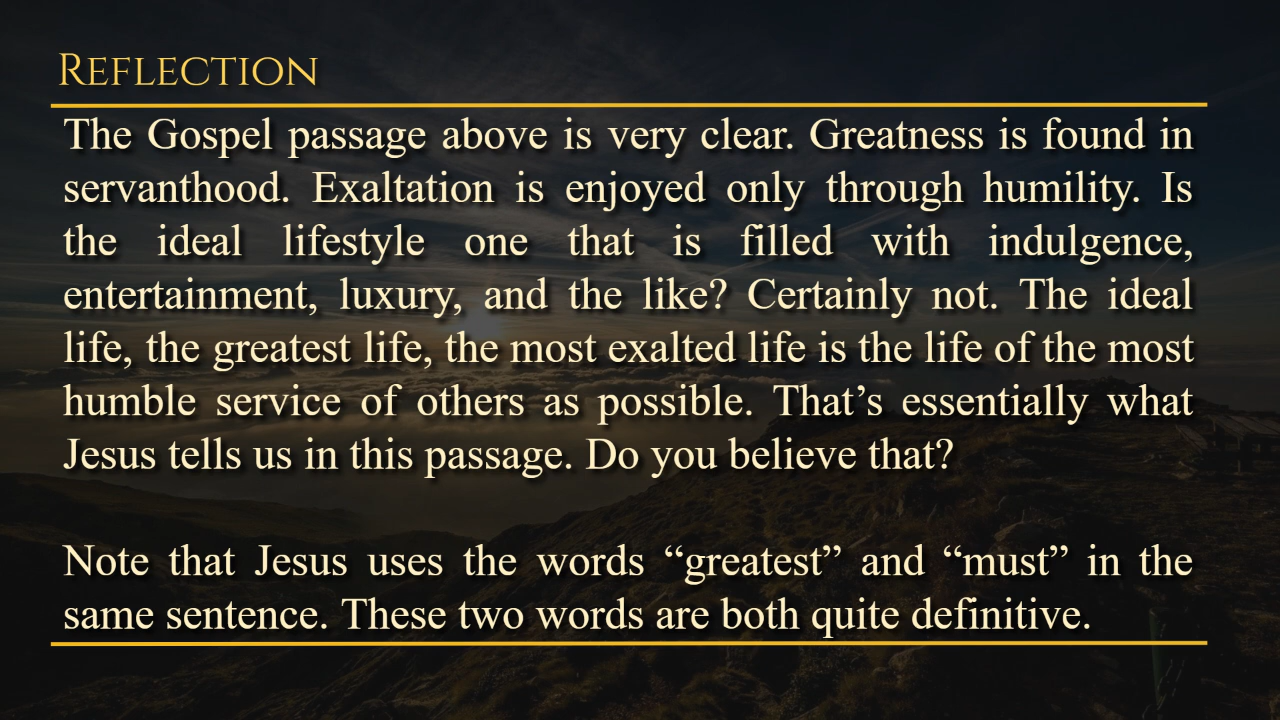 Reflection
The Gospel passage above is very clear. Greatness is found in
servanthood. Exaltation is enjoyed only through humility. Is
the ideal lifestyle one that is filled with indulgence,
entertainment, luxury, and the like? Certainly not. The ideal
life, the greatest life, the most exalted life is the life of the most
humble service of others as possible. That’s essentially what
Jesus tells us in this passage. Do you believe that?
Note that Jesus uses the words “greatest” and “must” in the
same sentence. These two words are both quite definitive.